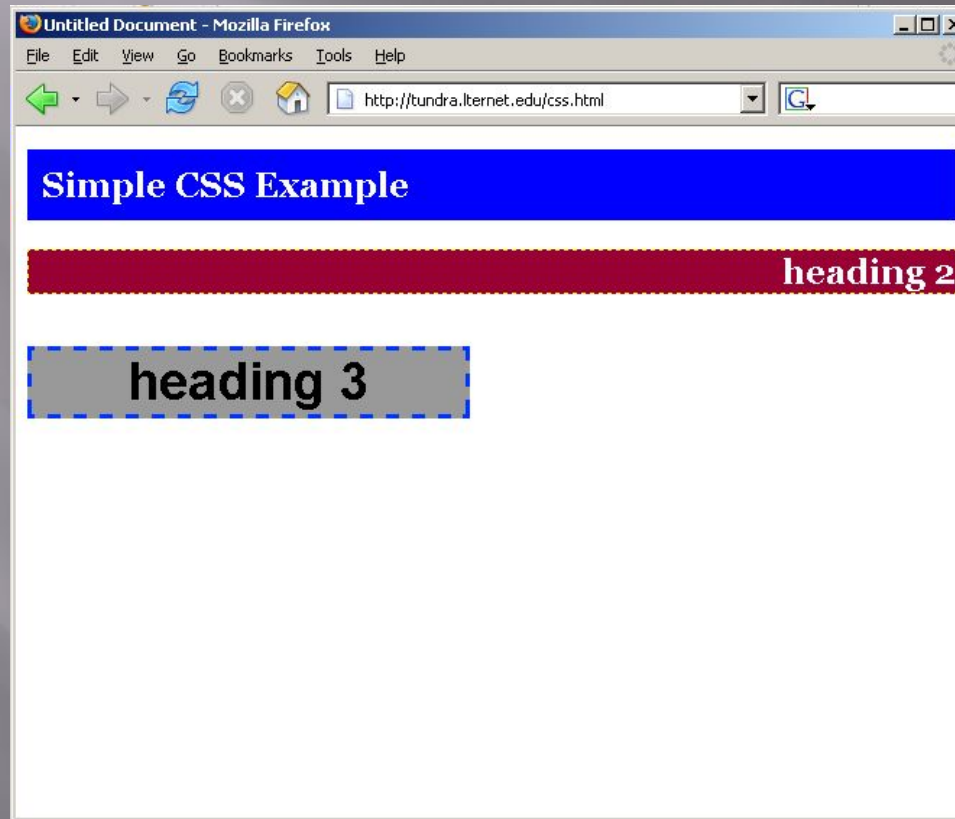 Untitled Document - Mozilla Firefox
File Edit View Go Bookmarks Tools Help
http://tundra.lternet.edu/css.html G
Simple CSS Example
heading 2
heading 3